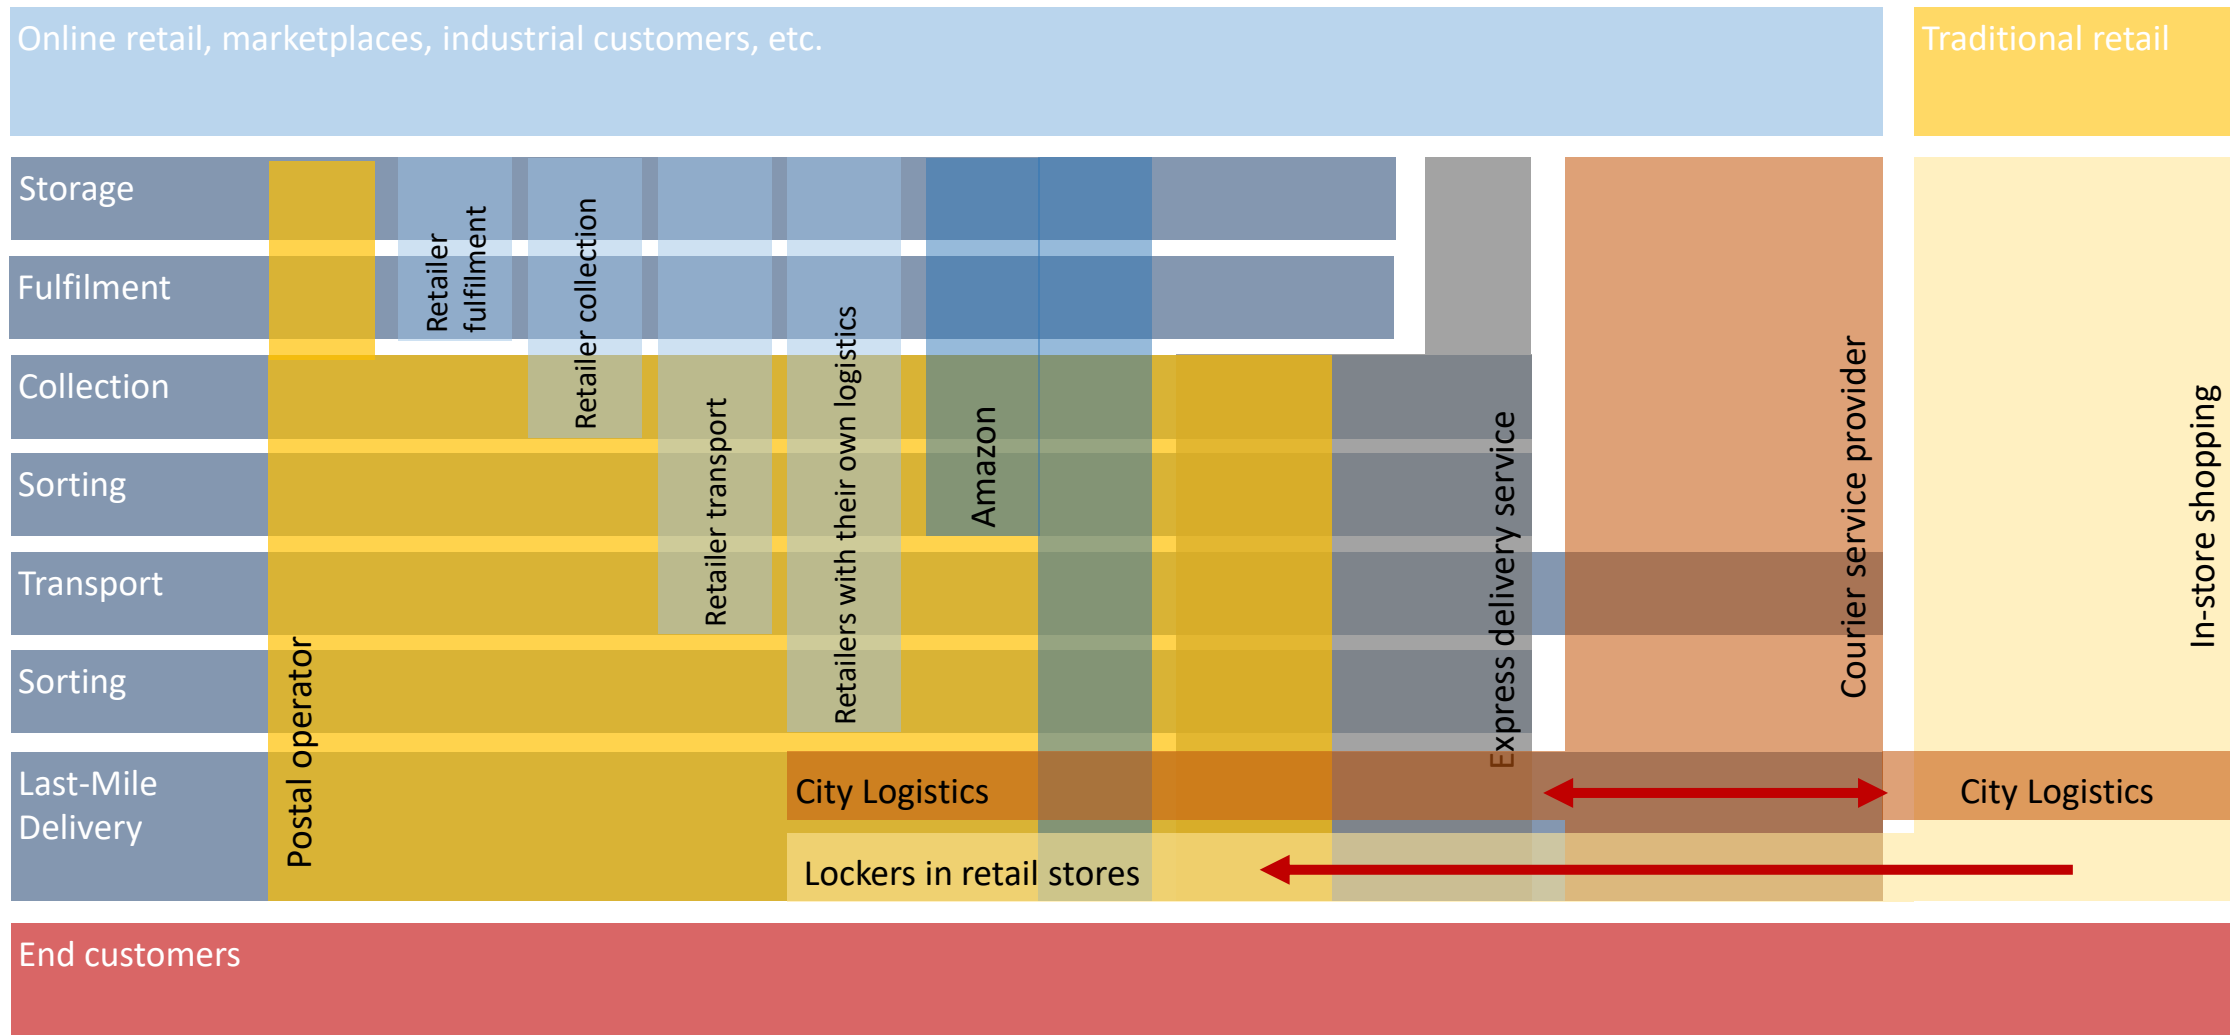 Online retail, marketplaces, industrial customers, etc.
Traditional retail
Storage
Fulfilment
Collection
Sorting
Transport
Sorting
Last-Mile
Delivery
Postal operator
Retailer
fulfilment
Retailer collection
Retailer transport
Retailers with their own logistics
Amazon
Express delivery service
Courier service provider
In-store shopping
City Logistics
City Logistics
Lockers in retail stores
End customers